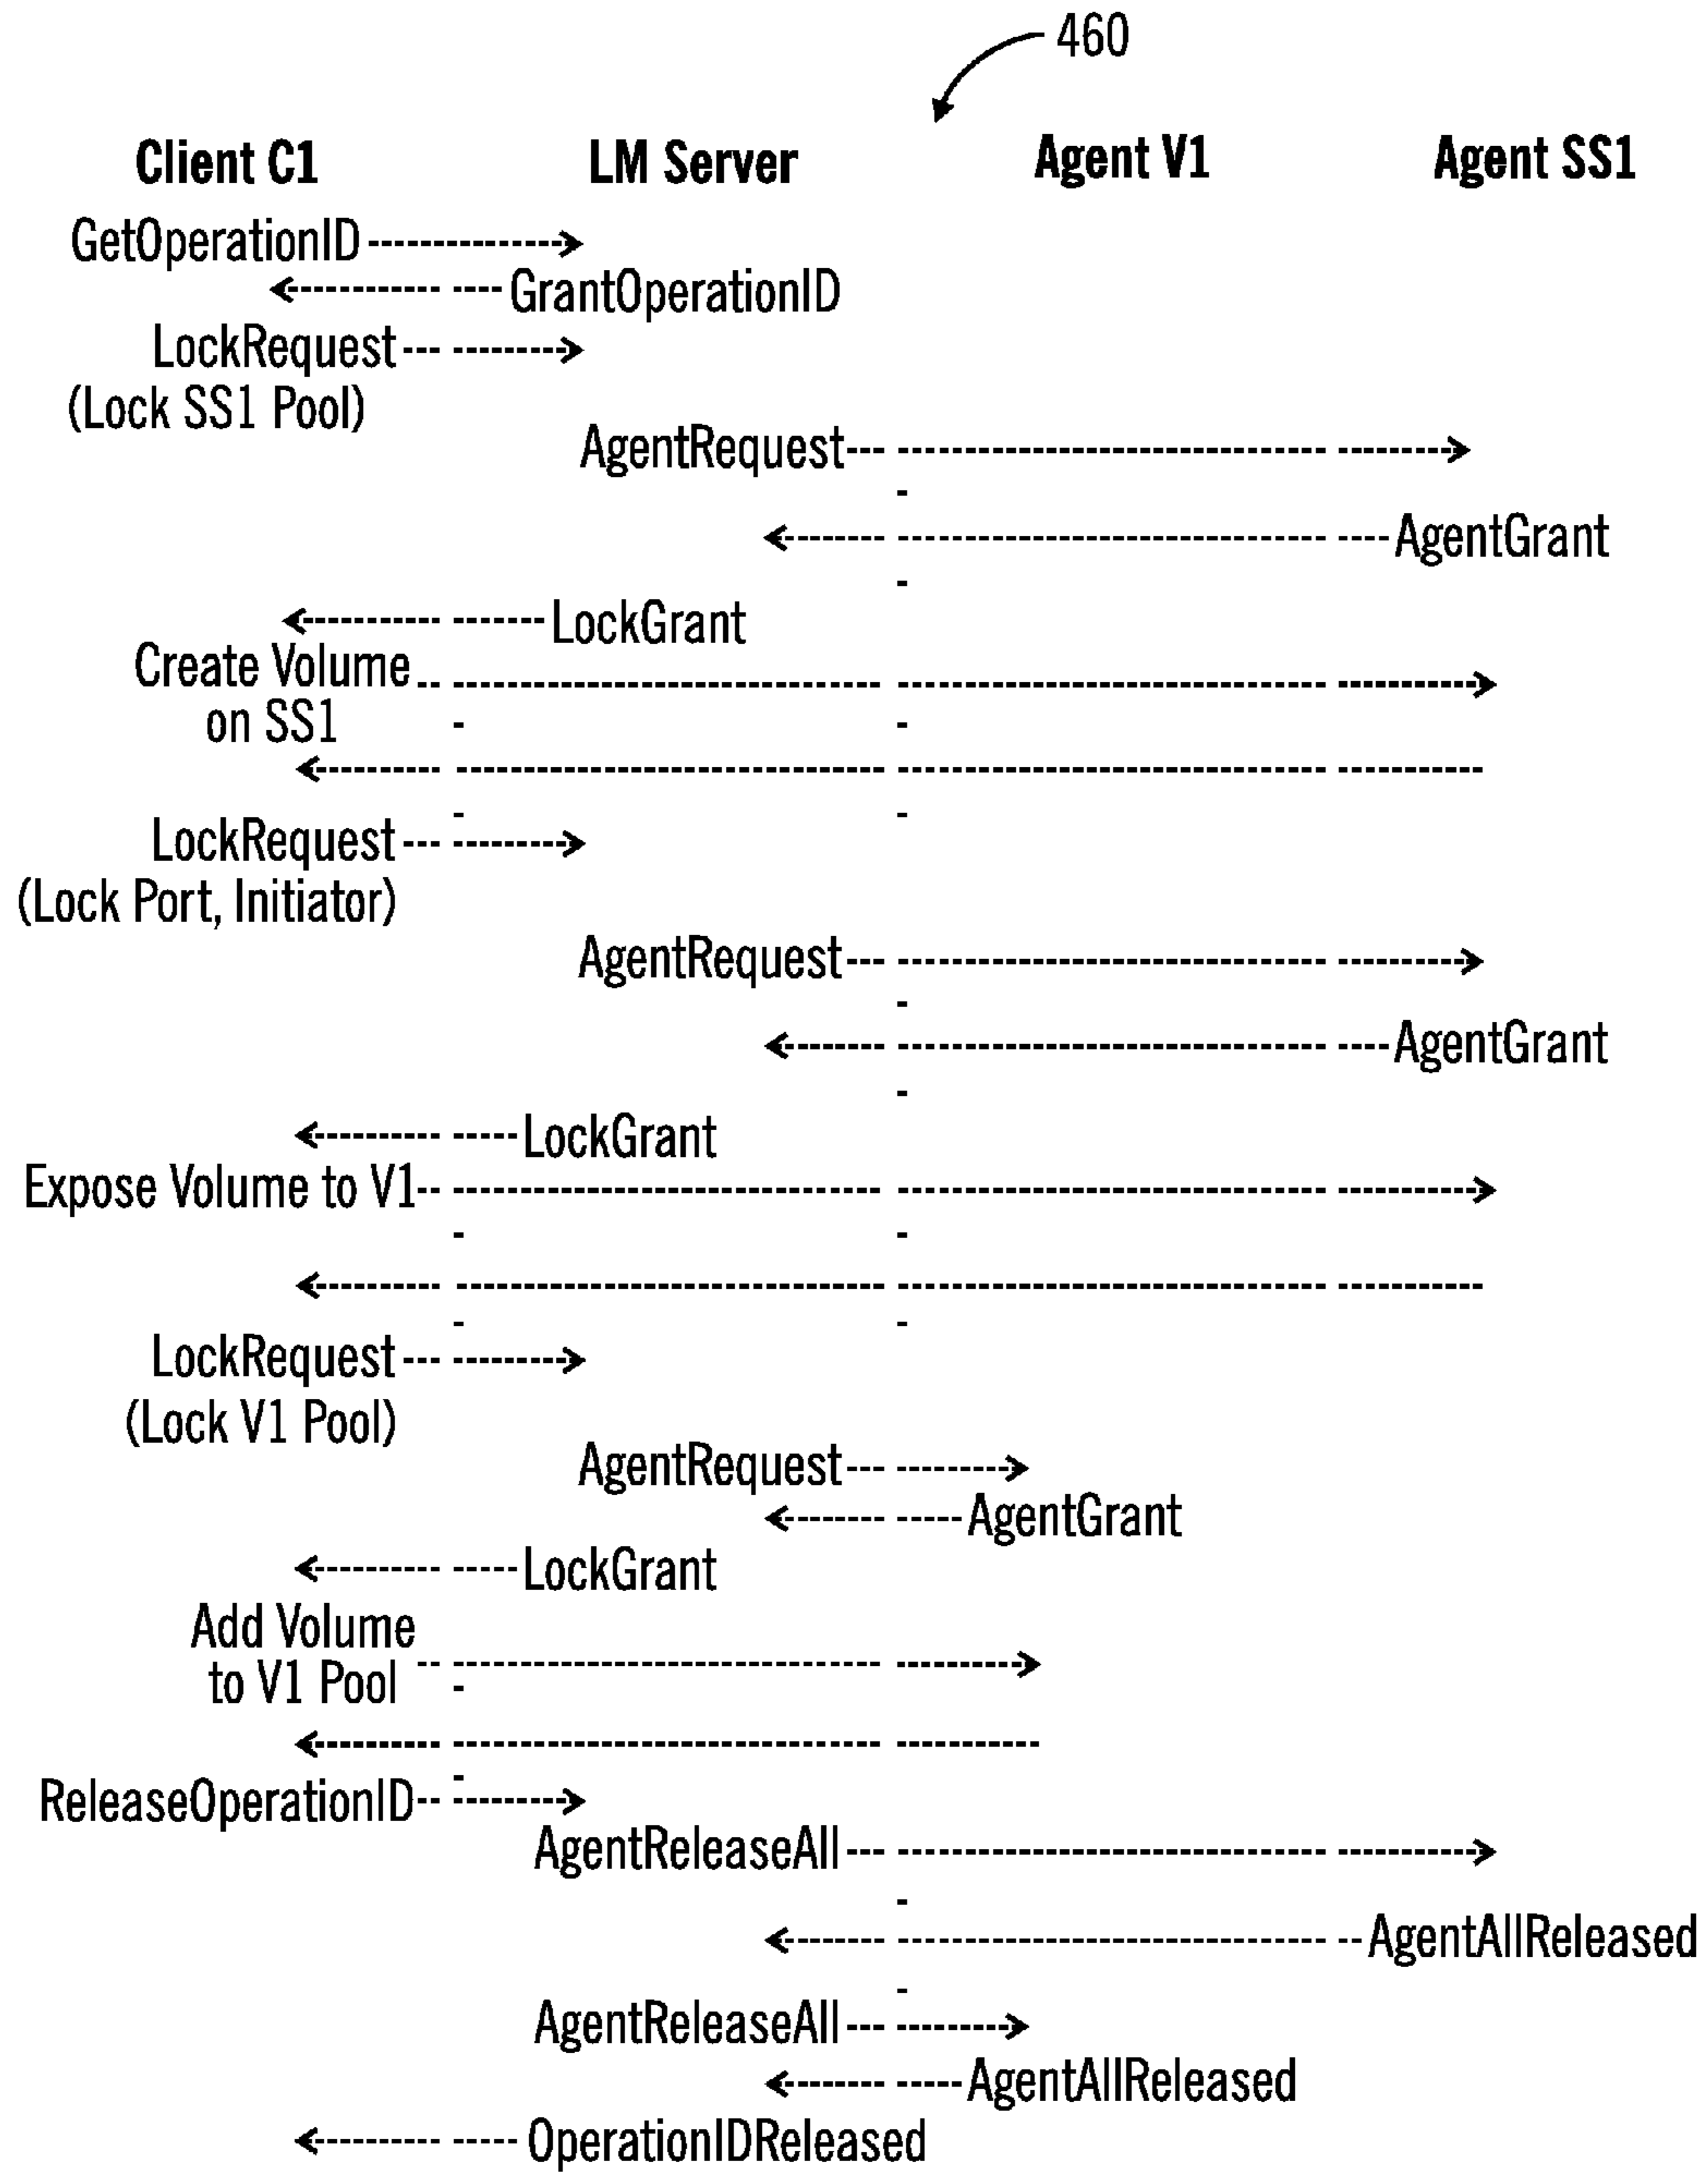 460
Client C1 LM Server Agent V1 Agent SS1
GetOperationID
GrantOperationID
LockRequest
(Lock SS1 Pool)
AgentRequest
AgentGrant
LockGrant
Create Volume
on SS1
LockRequest
(Lock Port, Initiator)
AgentRequest
AgentGrant
LockGrant
Expose Volume to V1
LockRequest
(Lock V1 Pool)
AgentRequest
AgentGrant
LockGrant
Add Volume
to V1 Pool
ReleaseOperationID
AgentReleaseAll
AgentAllReleased
AgentReleaseAll
AgentAllReleased
OperationIDReleased